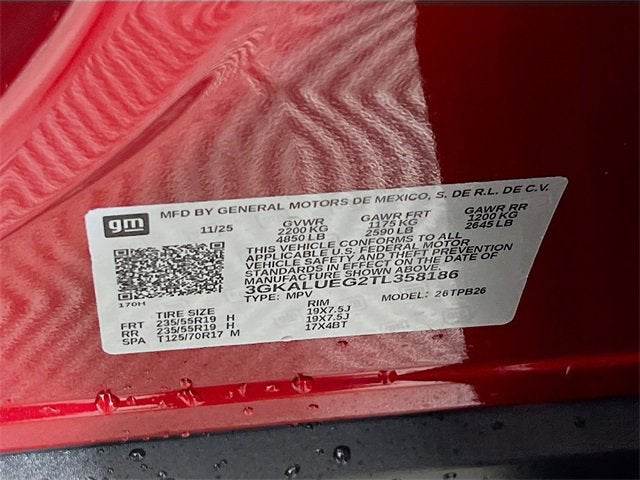 gm
MFD BY GENERAL MOTORS DE MEXICO, S. DE R.L. DE C.V.
11/25 GVWR GAWR FRT GAWR RR
2200 KG 1175 KG 1200 KG
4850 LB 2590 LB 2645 LB
THIS VEHICLE CONFORMS TO ALL
APPLICABLE U.S. FEDERAL MOTOR
VEHICLE SAFETY AND THEFT PREVENTION
STANDARDS IN EFFECT ON THE DATE OF
MANUFACTURE SHOWN ABOVE.
3GKALUEG2TL358186
TYPE: MPV MODEL: 26TPB26
170H
TIRE SIZE RIM
FRT 235/55R19 H 19X7.5J
RR 235/55R19 H 19X7.5J
SPA T125/70R17 M 17X4BT